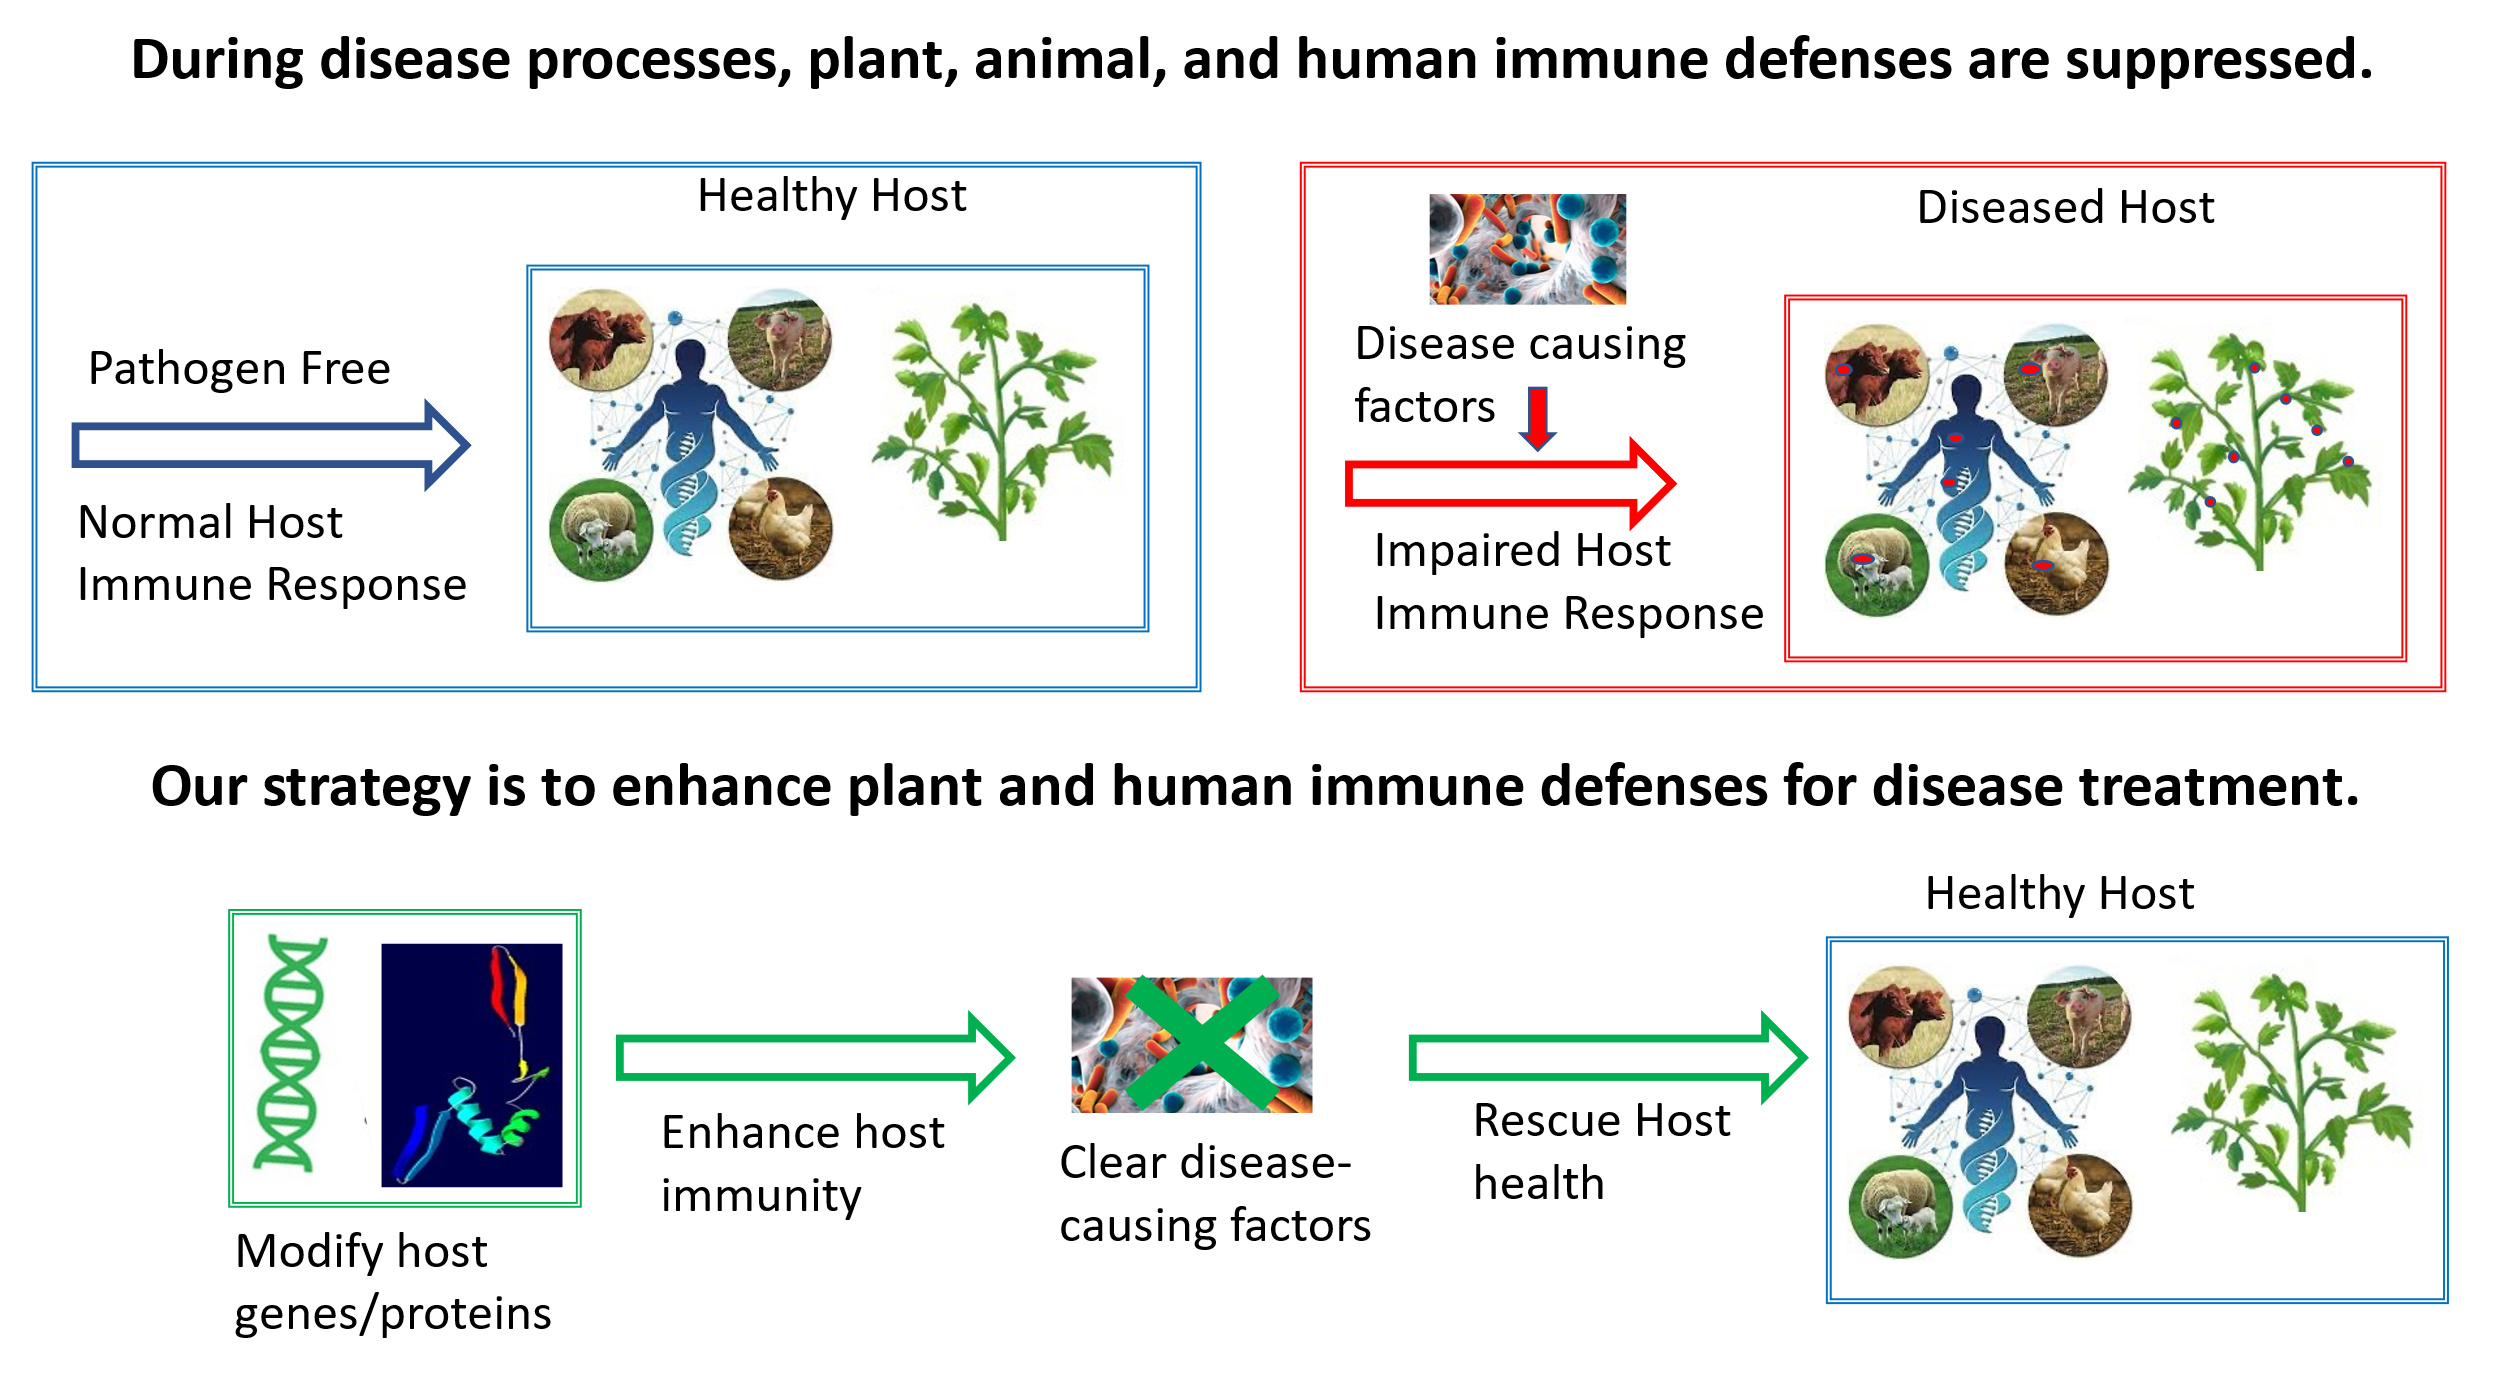 During disease processes, plant, animal, and human immune defenses are suppressed.
Healthy Host
Pathogen Free
Normal Host
Immune Response
Diseased Host
Disease causing
factors
Impaired Host
Immune Response
Our strategy is to enhance plant and human immune defenses for disease treatment.
Modify host
genes/proteins
Enhance host
immunity
Clear disease-
causing factors
Rescue Host
health
Healthy Host